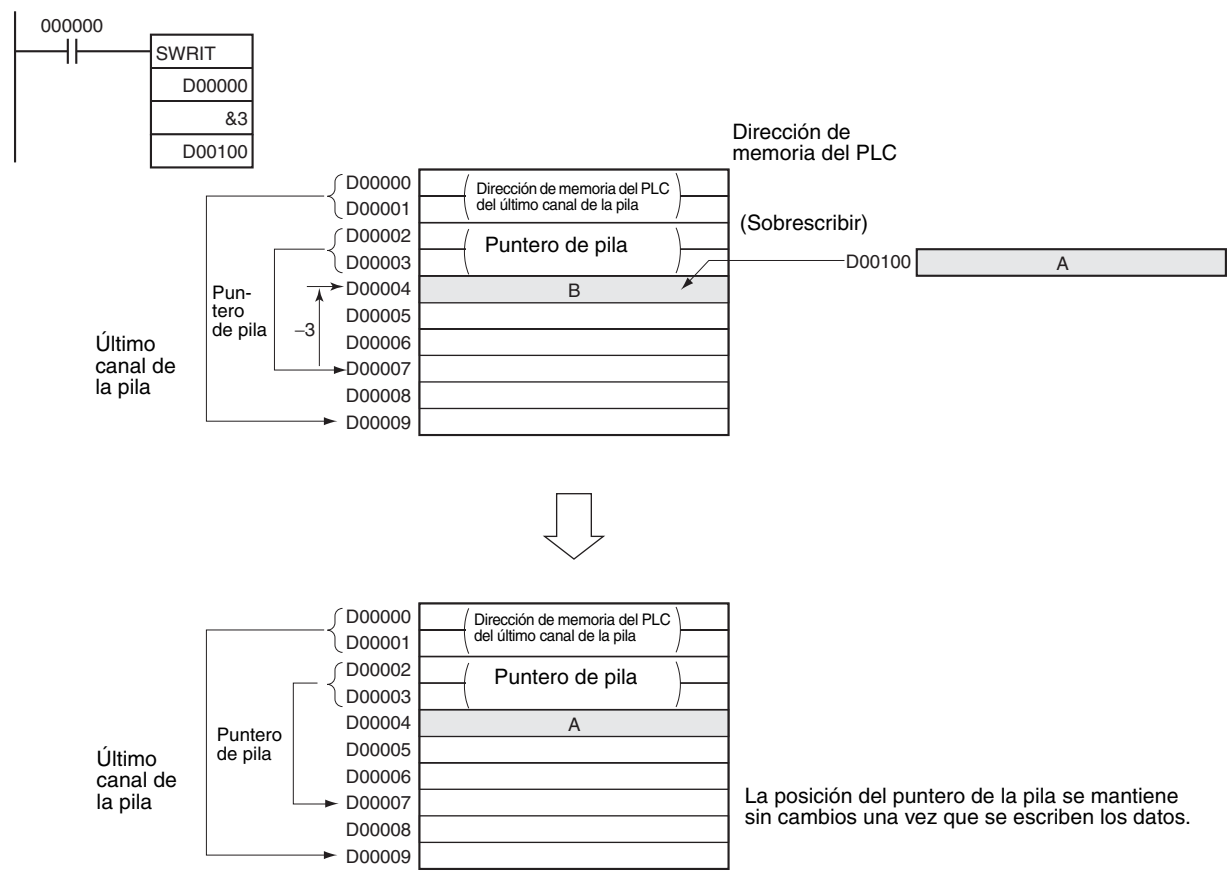 000000
SWRIT
D00000
&3
D00100
Dirección de
memoria del PLC
D00000
D00001
Dirección de memoria del PLC
del último canal de la pila
(Sobrescribir)
D00002
D00003
Puntero de pila
D00100
A
D00004
B
D00005
D00006
D00007
D00008
D00009
Pun-
tero
de pila
–3
Último
canal de
la pila
D00000
D00001
Dirección de memoria del PLC
del último canal de la pila
D00002
D00003
Puntero de pila
D00004
A
D00005
D00006
D00007
D00008
D00009
Puntero
de pila
Último
canal de
la pila
La posición del puntero de la pila se mantiene
sin cambios una vez que se escriben los datos.